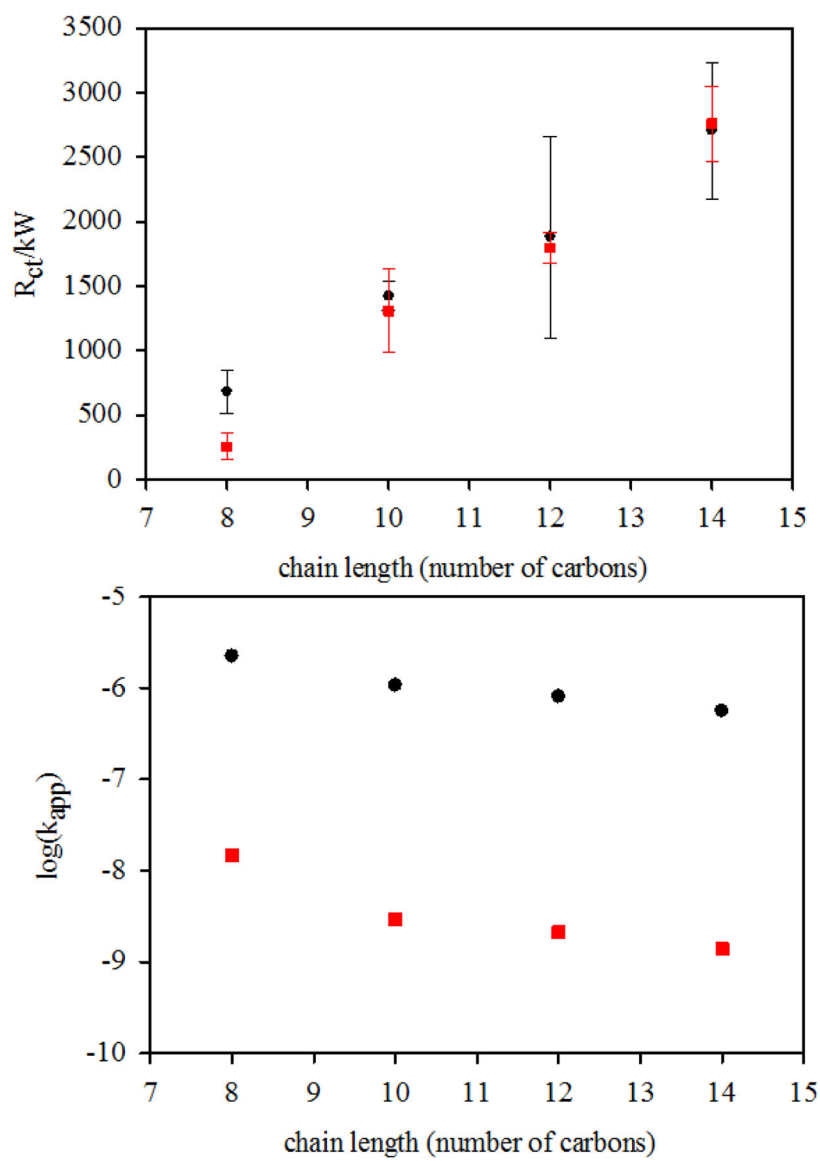 3500
3000
2500
2000
1500
1000
500
0
Rct/kW
7 8 9 10 11 12 13 14 15
chain length (number of carbons)
-5
-6
-7
-8
-9
-10
log(kapp)
7 8 9 10 11 12 13 14 15
chain length (number of carbons)